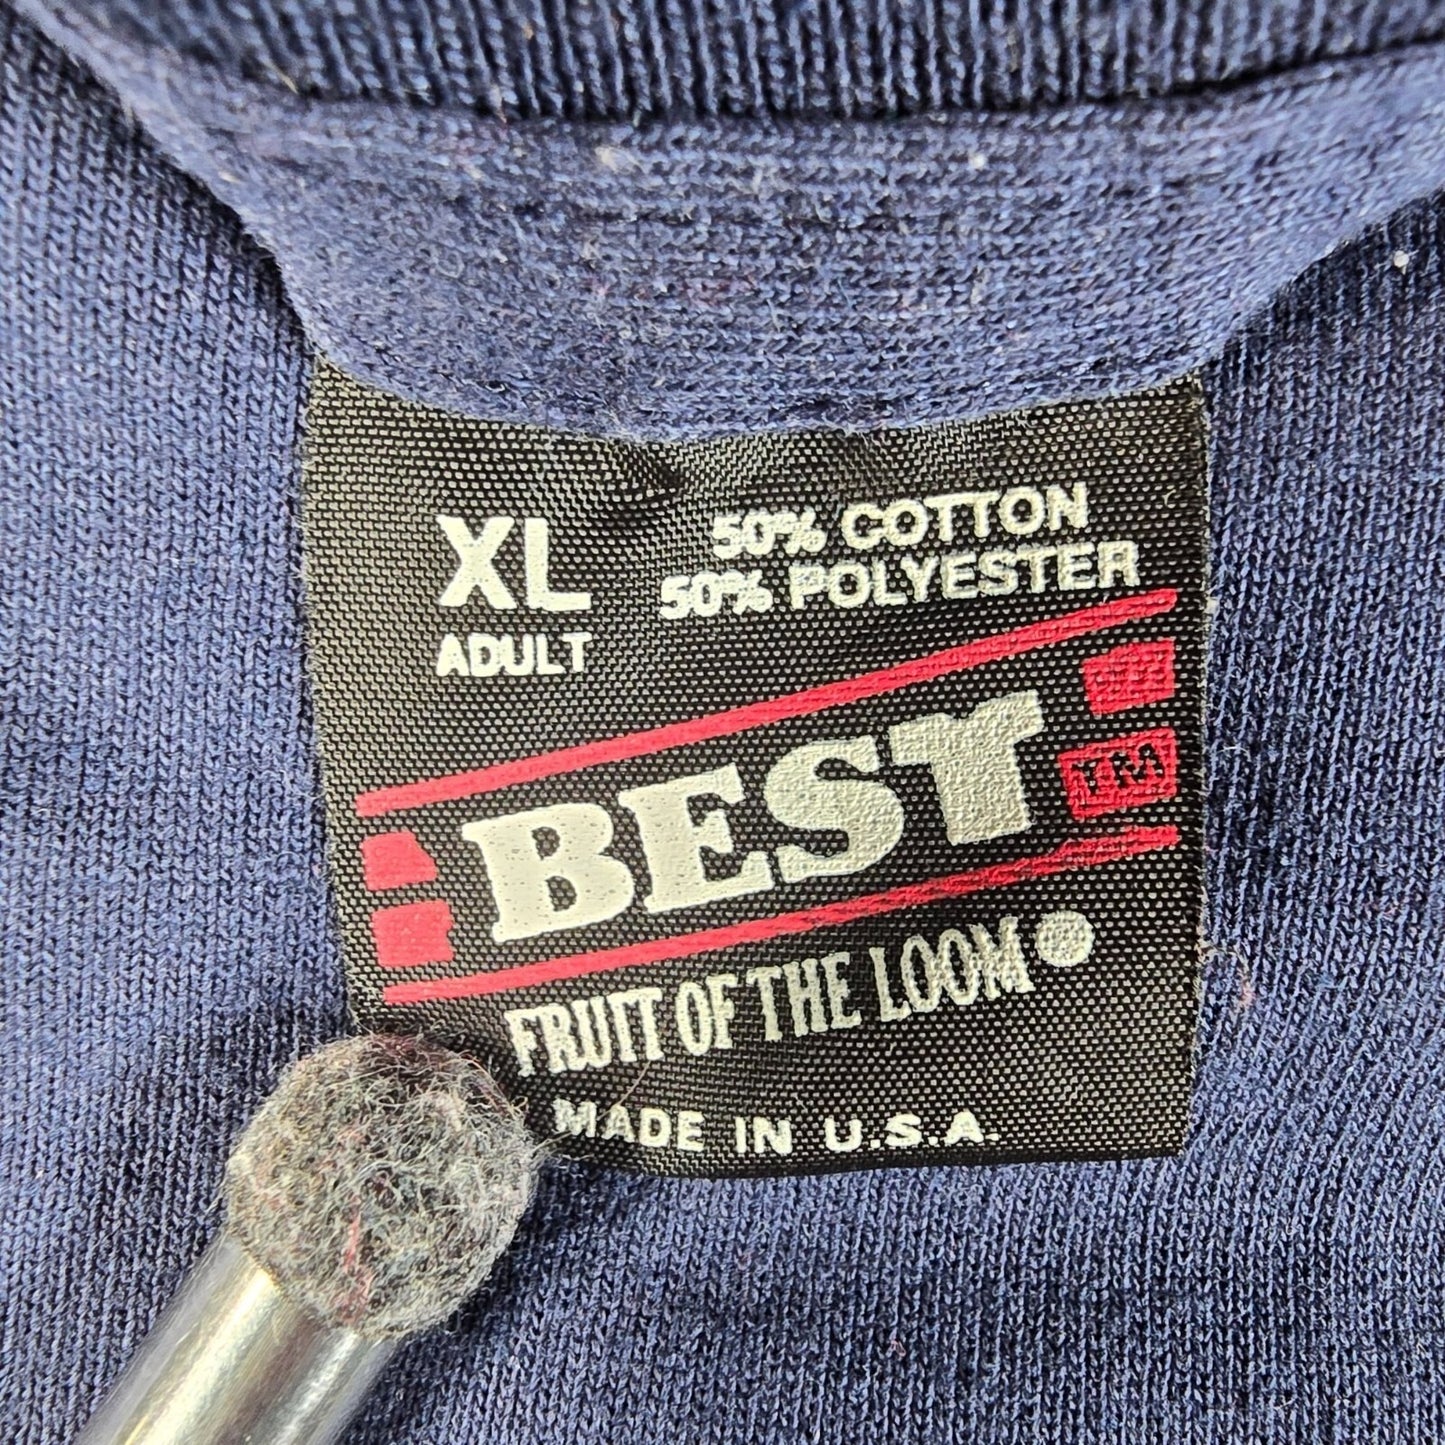 XL
ADULT
50% COTTON
50% POLYESTER
BEST
TM
FRUIT OF THE LOOM
MADE IN U.S.A.